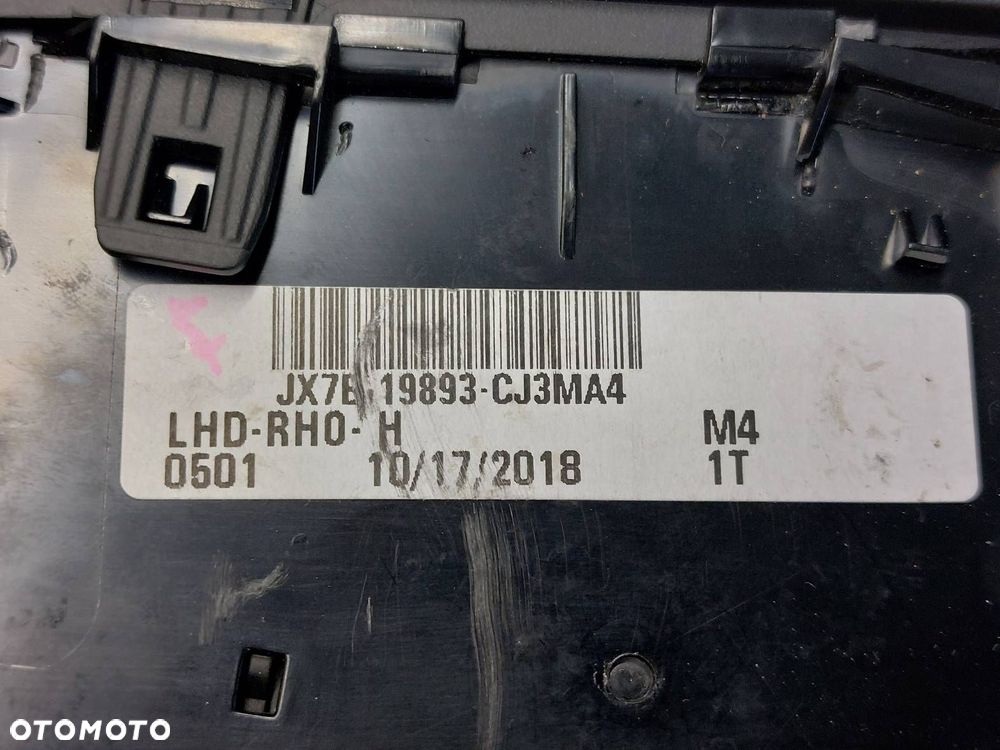 JX7B-19893-CJ3MA4
LHD-RHO- H
M4
0501
10/17/2018
1T
OTOMOTO